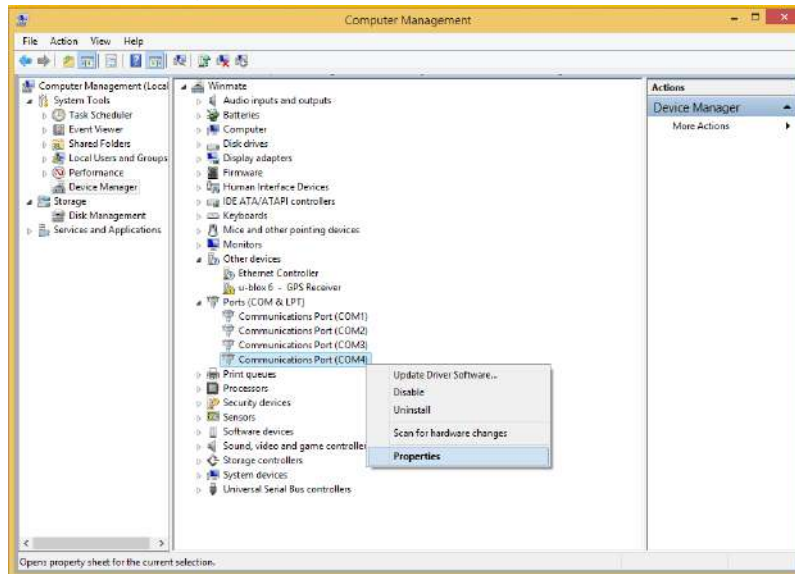 Computer Management
File Action View Help
Computer Management (Local
System Tools
Task Scheduler
Event Viewer
Shared Folders
Local Users and Groups
Performance
Device Manager
Storage
Disk Management
Services and Applications
Winmate
Audio inputs and outputs
Batteries
Computer
Disk drives
Display adapters
Firmware
Human Interface Devices
IDE ATA/ATAPI controllers
Keyboards
Mice and other pointing devices
Monitors
Other devices
Ethernet Controller
u-blox 6 - GPS Receiver
Ports (COM & LPT)
Communications Port (COM1)
Communications Port (COM2)
Communications Port (COM3)
Communications Port (COM4)
Print queues
Processors
Security devices
Sensors
Software devices
Sound, video and game controller
Storage controllers
System devices
Universal Serial Bus controllers
Update Driver Software...
Disable
Uninstall
Scan for hardware changes
Properties
Actions
Device Manager
More Actions
Opens property sheet for the current selection.